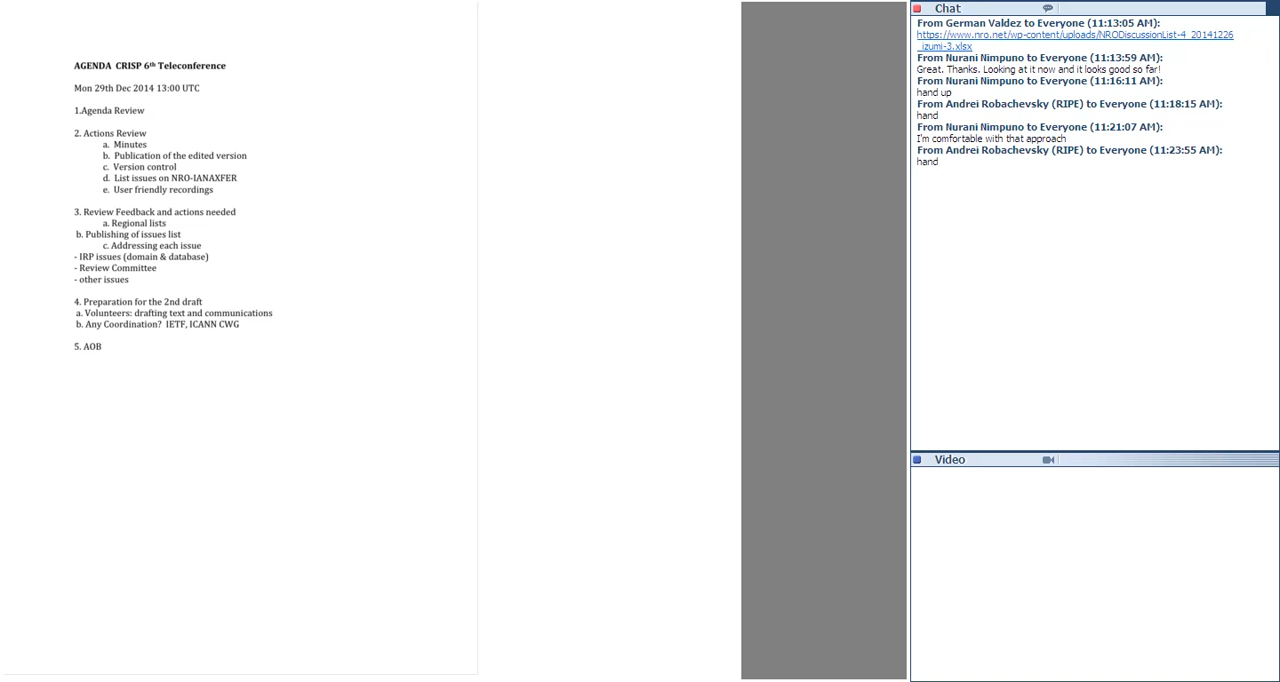 AGENDA CRISP 6th Teleconference
Mon 29th Dec 2014 13:00 UTC
1.Agenda Review
2. Actions Review
a. Minutes
b. Publication of the edited version
c. Version control
d. List issues on NRO-IANAXFER
e. User friendly recordings
3. Review Feedback and actions needed
a. Regional lists
b. Publishing of issues list
c. Addressing each issue
- IRP issues (domain & database)
- Review Committee
- other issues
4. Preparation for the 2nd draft
a. Volunteers: drafting text and communications
b. Any Coordination? IETF, ICANN CWG
5. AOB
Chat
From German Valdez to Everyone (11:13:05 AM):
https://www.nro.net/wp-content/uploads/NRODiscussionList-4_20141226
_izumi-3.xlsx
From Nurani Nimpuno to Everyone (11:13:59 AM):
Great. Thanks. Looking at it now and it looks good so far!
From Nurani Nimpuno to Everyone (11:16:11 AM):
hand up
From Andrei Robachevsky (RIPE) to Everyone (11:18:15 AM):
hand
From Nurani Nimpuno to Everyone (11:21:07 AM):
I'm comfortable with that approach
From Andrei Robachevsky (RIPE) to Everyone (11:23:55 AM):
hand
Video